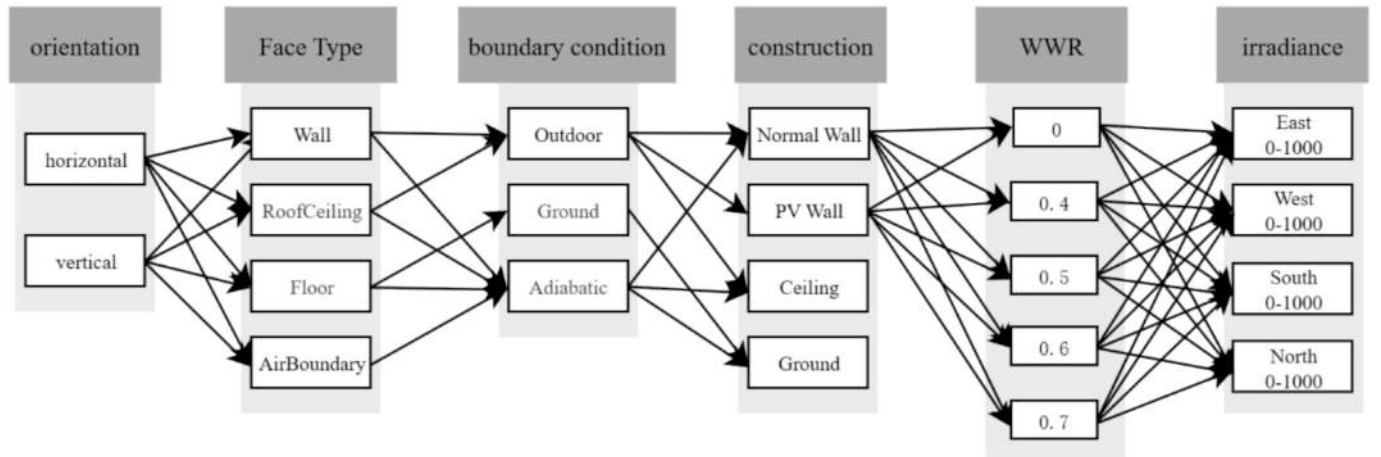 orientation
Face Type
boundary condition
construction
WWR
irradiance
horizontal
vertical
Wall
RoofCeiling
Floor
AirBoundary
Outdoor
Ground
Adiabatic
Normal Wall
PV Wall
Ceiling
Ground
0
0.4
0.5
0.6
0.7
East
0-1000
West
0-1000
South
0-1000
North
0-1000